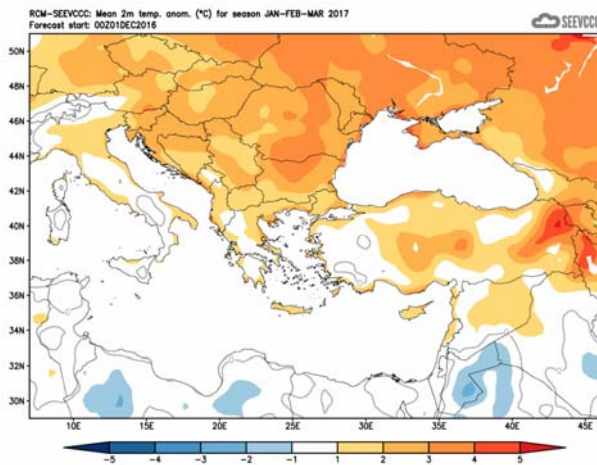 RCM-SEEVCCC: Mean 2m temp. anom. (°C) for season JAN-FEB-MAR 2017
Forecast start: 00Z01DEC2016
SEEVCCC
50N
48N
46N
44N
42N
40N
38N
36N
34N
32N
30N
10E 15E 20E 25E 30E 35E 40E 45E
-5 -4 -3 -2 -1 1 2 3 4 5